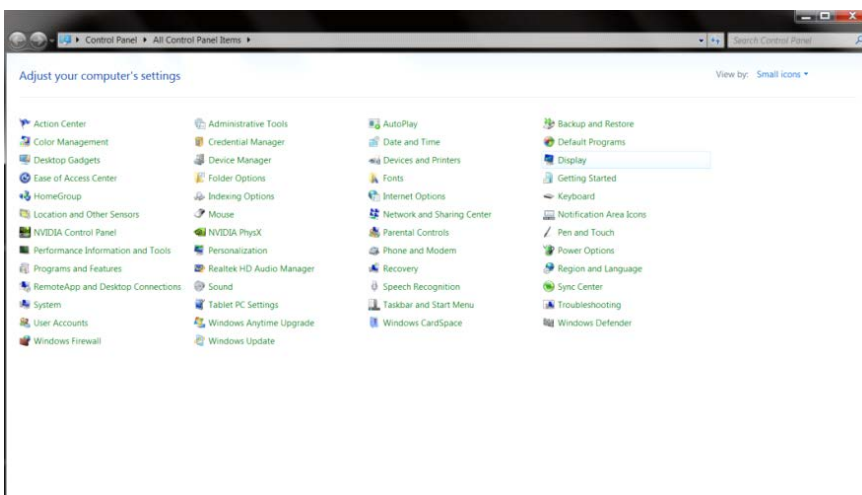 Control Panel ▸ All Control Panel Items ▸ Search Control Panel
Adjust your computer's settings View by: Small icons
Action Center Administrative Tools AutoPlay Backup and Restore
Color Management Credential Manager Date and Time Default Programs
Desktop Gadgets Device Manager Devices and Printers Display
Ease of Access Center Folder Options Fonts Getting Started
HomeGroup Indexing Options Internet Options Keyboard
Location and Other Sensors Mouse Network and Sharing Center Notification Area Icons
NVIDIA Control Panel NVIDIA PhysX Parental Controls Pen and Touch
Performance Information and Tools Personalization Phone and Modem Power Options
Programs and Features Realtek HD Audio Manager Recovery Region and Language
RemoteApp and Desktop Connections Sound Speech Recognition Sync Center
System Tablet PC Settings Taskbar and Start Menu Troubleshooting
User Accounts Windows Anytime Upgrade Windows CardSpace Windows Defender
Windows Firewall Windows Update